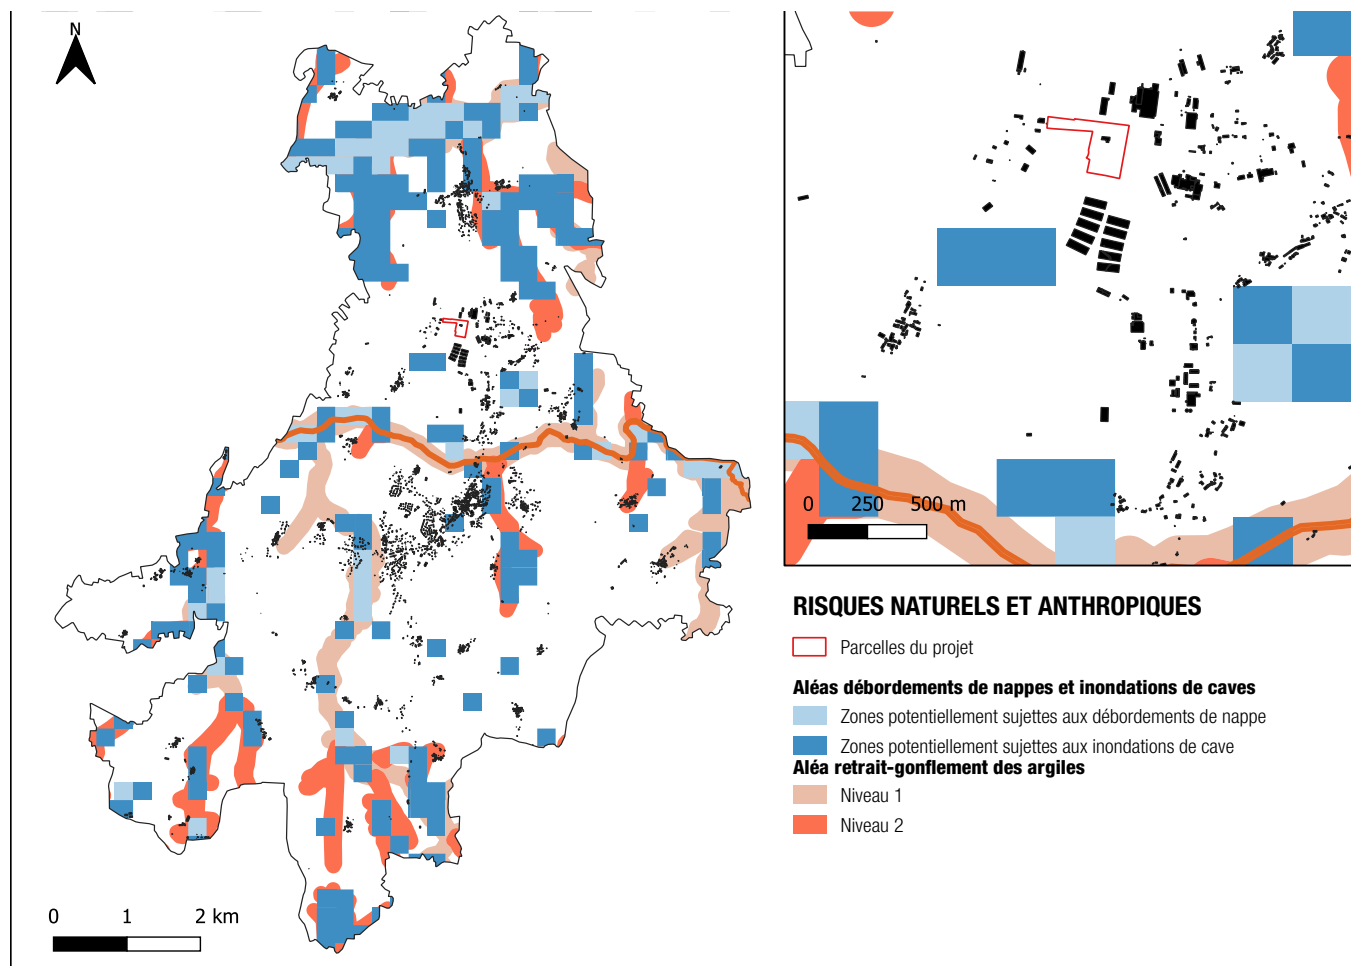 N
0 250 500 m
RISQUES NATURELS ET ANTHROPIQUES
Parcelles du projet
Aléas débordements de nappes et inondations de caves
Zones potentiellement sujettes aux débordements de nappe
Zones potentiellement sujettes aux inondations de cave
Aléa retrait-gonflement des argiles
Niveau 1
Niveau 2
0 1 2 km